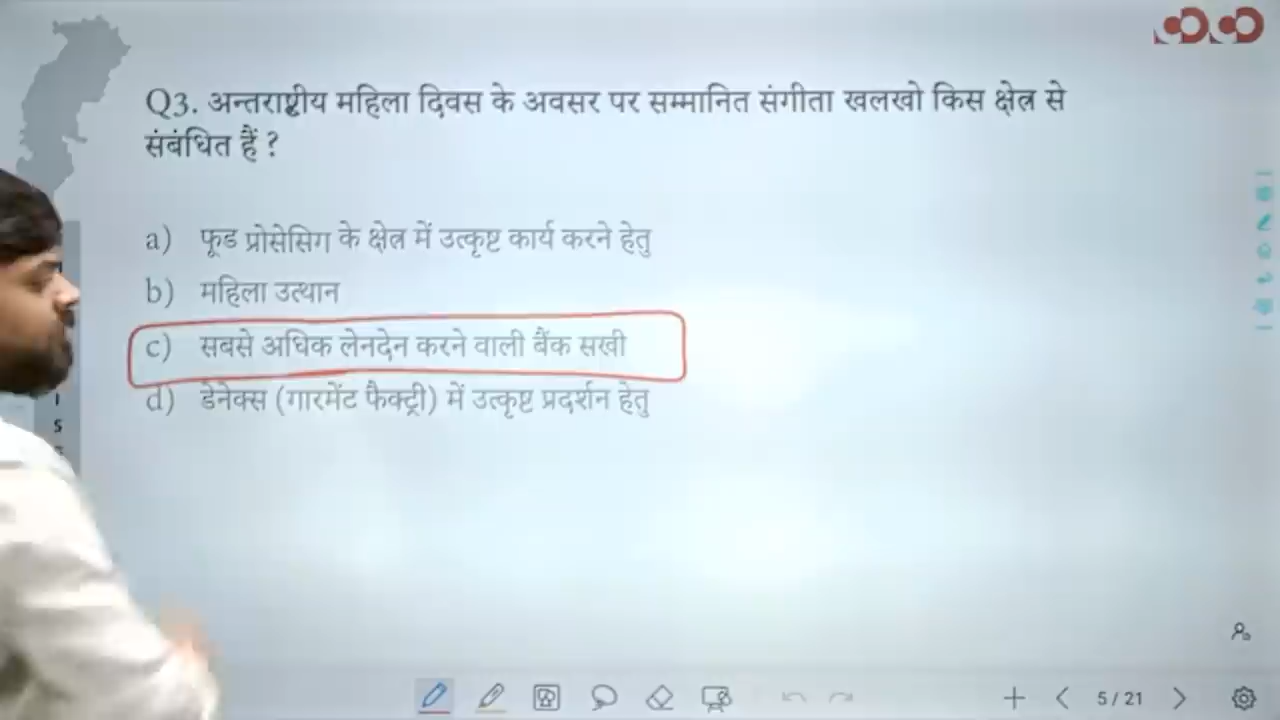 Q3. अन्तराष्ट्रीय महिला दिवस के अवसर पर सम्मानित संगीता खलखो किस क्षेत्र से
संबंधित हैं ?
a) फूड प्रोसेसिग के क्षेत्र में उत्कृष्ट कार्य करने हेतु
b) महिला उत्थान
c) सबसे अधिक लेनदेन करने वाली बैंक सखी
d) डेनेक्स (गारमेंट फैक्ट्री) में उत्कृष्ट प्रदर्शन हेतु
I
S
5 / 21